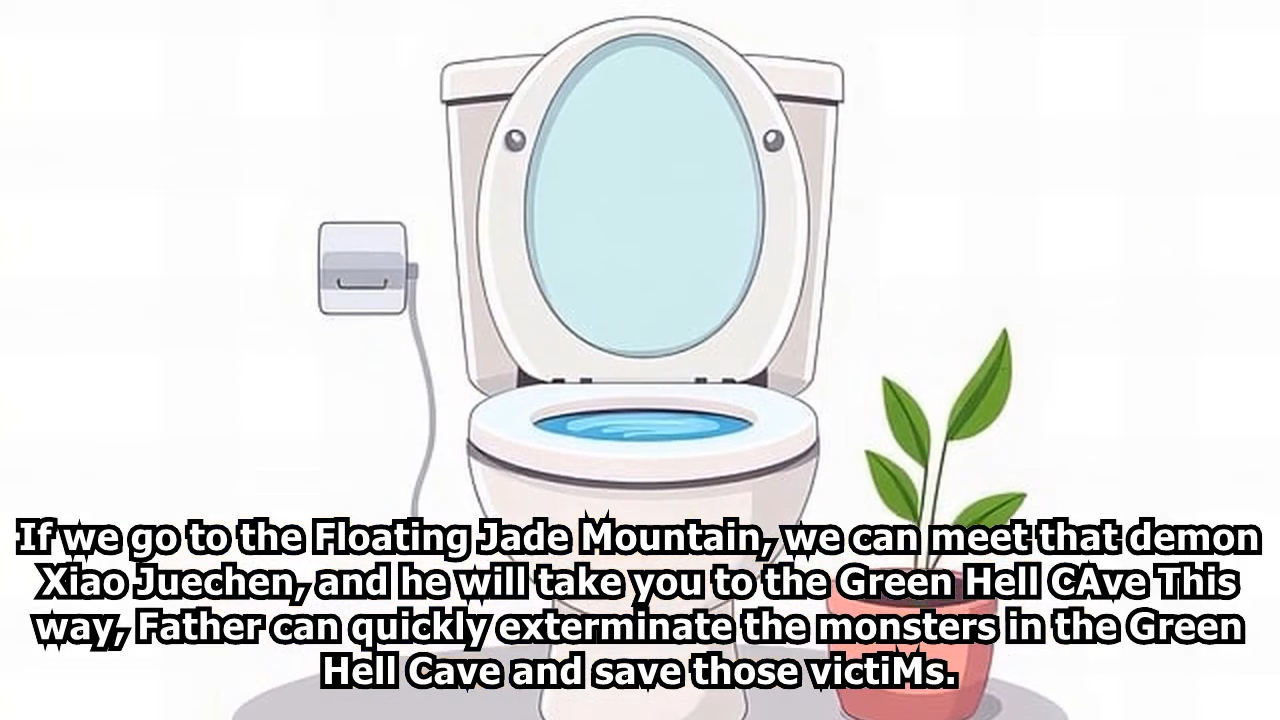 If we go to the Floating Jade Mountain, we can meet that demon
Xiao Juechen, and he will take you to the Green Hell CAve This
way, Father can quickly exterminate the monsters in the Green
Hell Cave and save those victiMs.